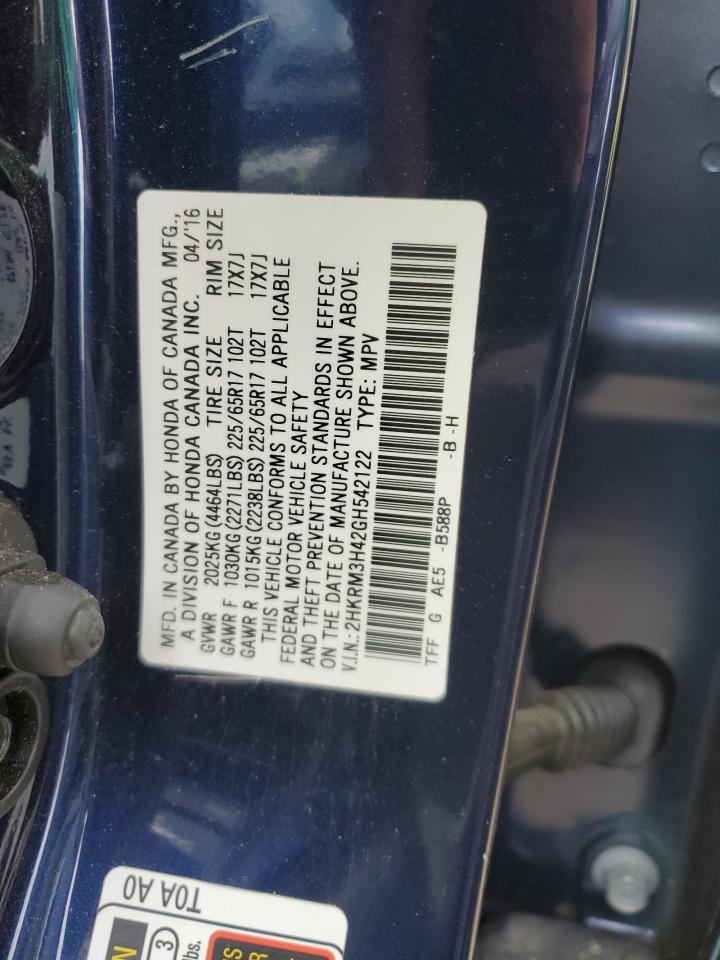 MFD. IN CANADA BY HONDA OF CANADA MFG.,
A DIVISION OF HONDA CANADA INC. 04/'16
GVWR 2025KG (4464LBS) TIRE SIZE RIM SIZE
GAWR F 1030KG (2271LBS) 225/65R17 102T 17X7J
GAWR R 1015KG (2238LBS) 225/65R17 102T 17X7J
THIS VEHICLE CONFORMS TO ALL APPLICABLE
FEDERAL MOTOR VEHICLE SAFETY
AND THEFT PREVENTION STANDARDS IN EFFECT
ON THE DATE OF MANUFACTURE SHOWN ABOVE.
V.I.N.: 2HKRM3H42GH542122 TYPE: MPV
TFF G AE5 -B588P -B -H
T0A A0
3
lbs.